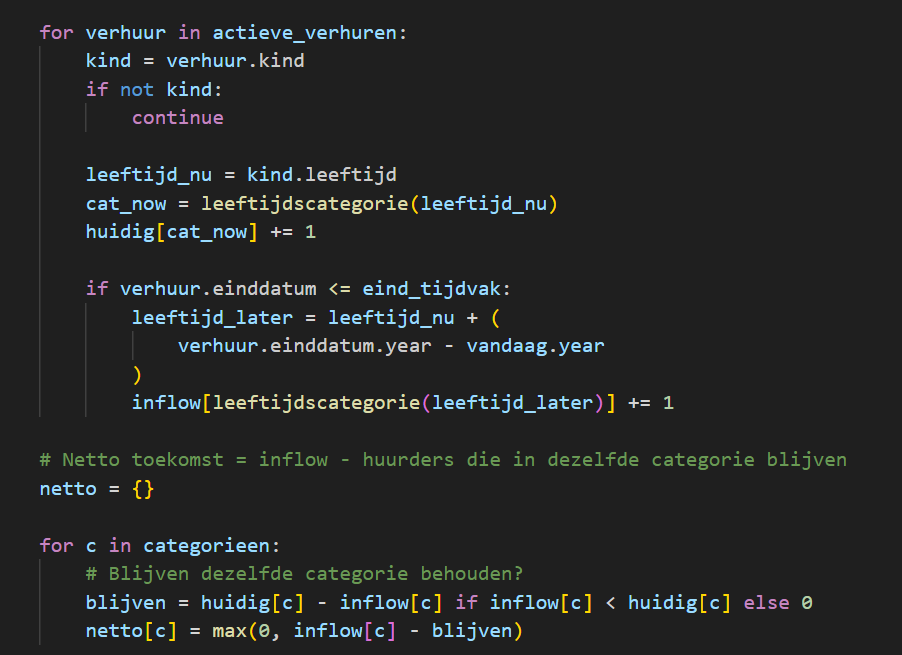 for verhuur in actieve_verhuren:
kind = verhuur.kind
if not kind:
continue
leeftijd_nu = kind.leeftijd
cat_now = leeftijdscategorie(leeftijd_nu)
huidig[cat_now] += 1
if verhuur.einddatum <= eind_tijdvak:
leeftijd_later = leeftijd_nu + (
verhuur.einddatum.year - vandaag.year
)
inflow[leeftijdscategorie(leeftijd_later)] += 1
# Netto toekomst = inflow - huurders die in dezelfde categorie blijven
netto = {}
for c in categorieen:
# Blijven dezelfde categorie behouden?
blijven = huidig[c] - inflow[c] if inflow[c] < huidig[c] else 0
netto[c] = max(0, inflow[c] - blijven)